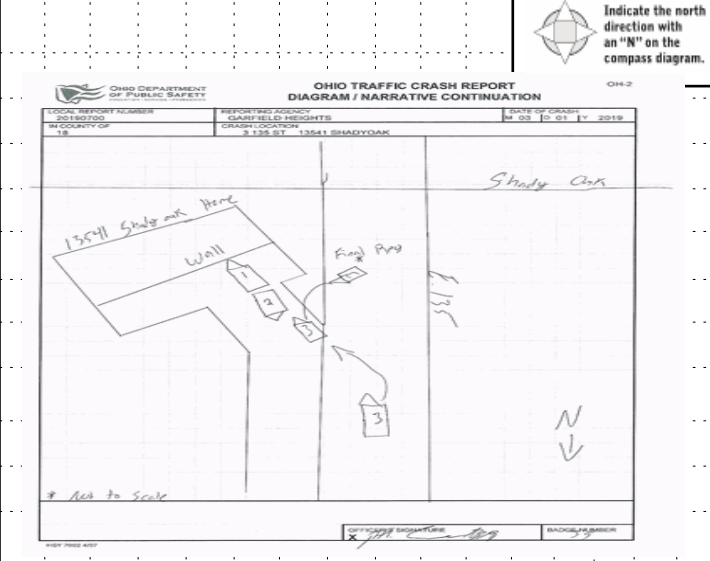 Indicate the north
direction with
an "N" on the
compass diagram.
OHIO DEPARTMENT
OF PUBLIC SAFETY
OHIO TRAFFIC CRASH REPORT
DIAGRAM / NARRATIVE CONTINUATION
OH-2
LOCAL REPORT NUMBER
20190700
REPORTING AGENCY
GARFIELD HEIGHTS
DATE OF CRASH
M 03 D 01 Y 2019
IN COUNTY OF
18
CRASH LOCATION
3 135 ST 13541 SHADYOAK
Shady Oak
13541 Shady oak Home
Wall
Final
*
1
2
3
E. 135
3
N
* Not to Scale
OFFICER'S SIGNATURE
X
BADGE NUMBER